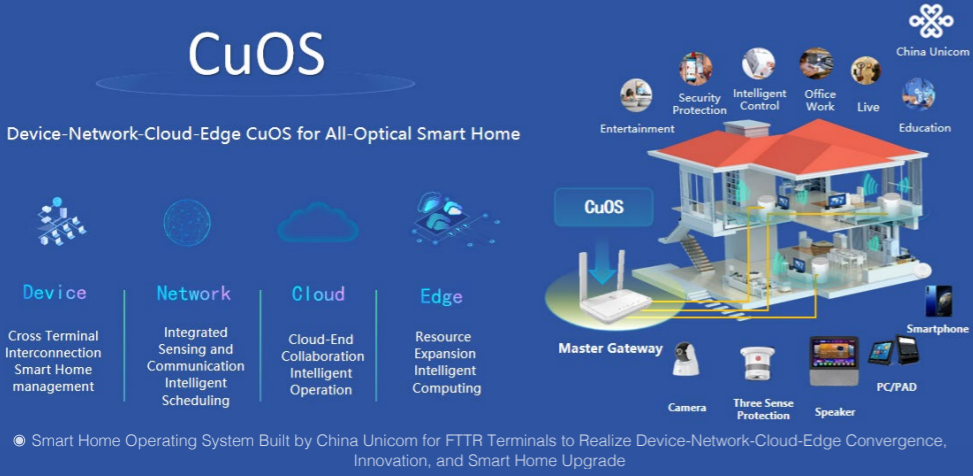 CuOS
Device-Network-Cloud-Edge CuOS for All-Optical Smart Home
Device
Cross Terminal
Interconnection
Smart Home
management
Network
Integrated
Sensing and
Communication
Intelligent
Scheduling
Cloud
Cloud-End
Collaboration
Intelligent
Operation
Edge
Resource
Expansion
Intelligent
Computing
China Unicom
Entertainment
Security
Protection
Intelligent
Control
Office
Work
Live
Education
CuOS
Master Gateway
Smartphone
Camera
Three Sense
Protection
Speaker
PC/PAD
◉ Smart Home Operating System Built by China Unicom for FTTR Terminals to Realize Device-Network-Cloud-Edge Convergence,
Innovation, and Smart Home Upgrade